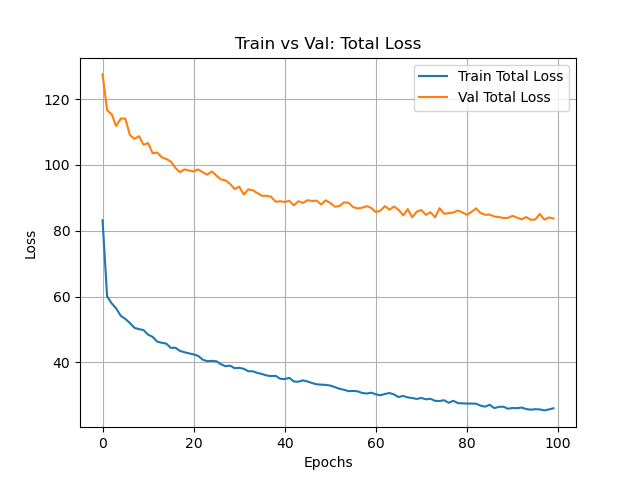 Train vs Val: Total Loss
Train Total Loss
Val Total Loss
120
100
80
60
40
Loss
0 20 40 60 80 100
Epochs